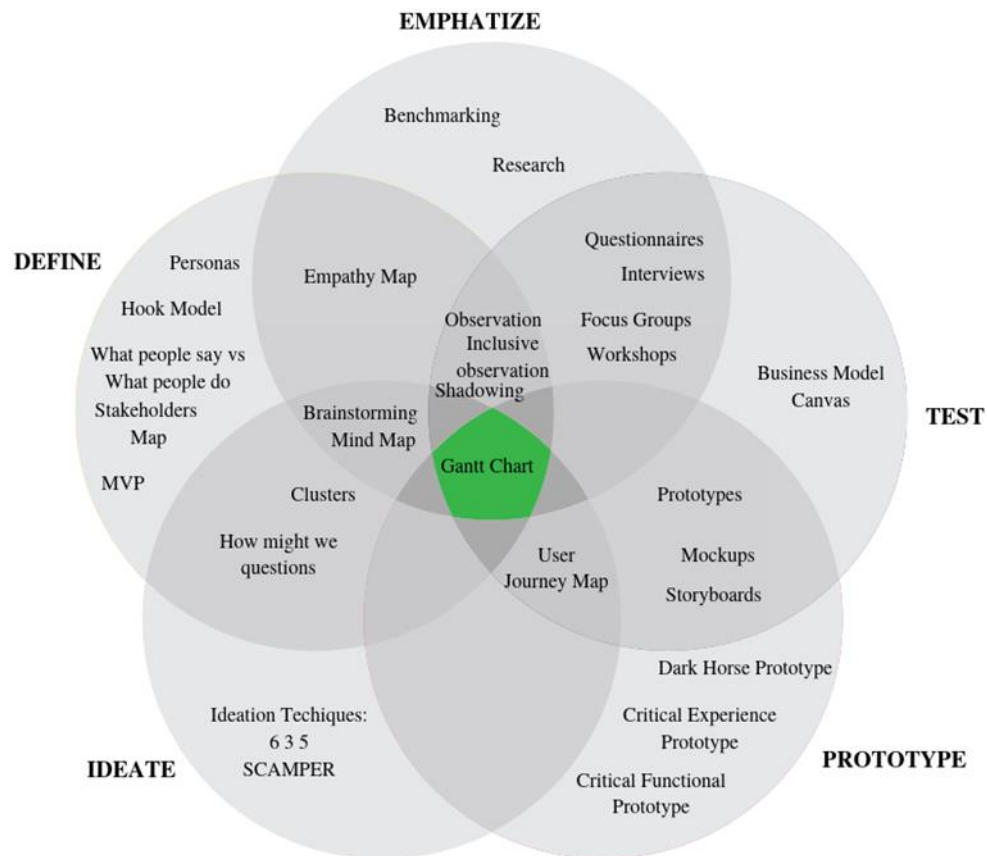 EMPHATIZE
Benchmarking
Research
DEFINE
Personas
Hook Model
What people say vs
What people do
Stakeholders
Map
MVP
Empathy Map
Questionnaires
Interviews
Focus Groups
Workshops
Observation
Inclusive
observation
Shadowing
Business Model
Canvas
TEST
Brainstorming
Mind Map
Gantt Chart
Clusters
How might we
questions
Prototypes
Mockups
Storyboards
User
Journey Map
Dark Horse Prototype
Critical Experience
Prototype
Critical Functional
Prototype
PROTOTYPE
Ideation Techiques:
6 3 5
SCAMPER
IDEATE